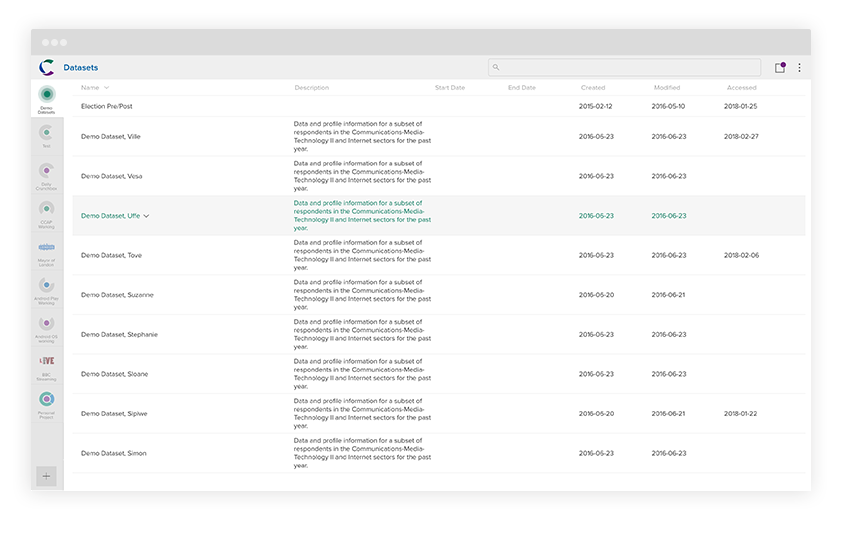 Datasets
Name Description Start Date End Date Created Modified Accessed
Demo
Datasets
Election Pre/Post 2015-02-12 2016-05-10 2018-01-25
Data and profile information for a subset of
respondents in the Communications-Media-
Demo Dataset, Ville 2016-05-23 2016-06-23 2018-02-27
Technology II and Internet sectors for the past
year.
Test
Data and profile information for a subset of
respondents in the Communications-Media-
Demo Dataset, Vesa 2016-05-23 2016-06-23
Technology II and Internet sectors for the past
year.
Daily
Data and profile information for a subset of
respondents in the Communications-Media-
Demo Dataset, Uffe 2016-05-23 2016-06-23
Technology II and Internet sectors for the past
year.
Data and profile information for a subset of
respondents in the Communications-Media-
Demo Dataset, Tove 2016-05-23 2016-06-23 2018-02-06
Technology II and Internet sectors for the past
year.
Mayor of
London
Data and profile information for a subset of
respondents in the Communications-Media-
Demo Dataset, Suzanne 2016-05-20 2016-06-21
Technology II and Internet sectors for the past
year.
Data and profile information for a subset of
respondents in the Communications-Media-
Demo Dataset, Stephanie 2016-05-23 2016-06-23
Technology II and Internet sectors for the past
year.
Android OS
LIVE
BBC
Streaming
Data and profile information for a subset of
respondents in the Communications-Media-
Demo Dataset, Sloane 2016-05-23 2016-06-23
Technology II and Internet sectors for the past
year.
Personal
Project
Data and profile information for a subset of
respondents in the Communications-Media-
Demo Dataset, Sipiwe 2016-05-20 2016-06-21 2018-01-22
Technology II and Internet sectors for the past
year.
Data and profile information for a subset of
respondents in the Communications-Media-
Demo Dataset, Simon 2016-05-23 2016-06-23
Technology II and Internet sectors for the past
year.
+